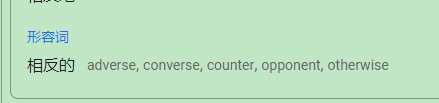 形容词
相反的 adverse, converse, counter, opponent, otherwise